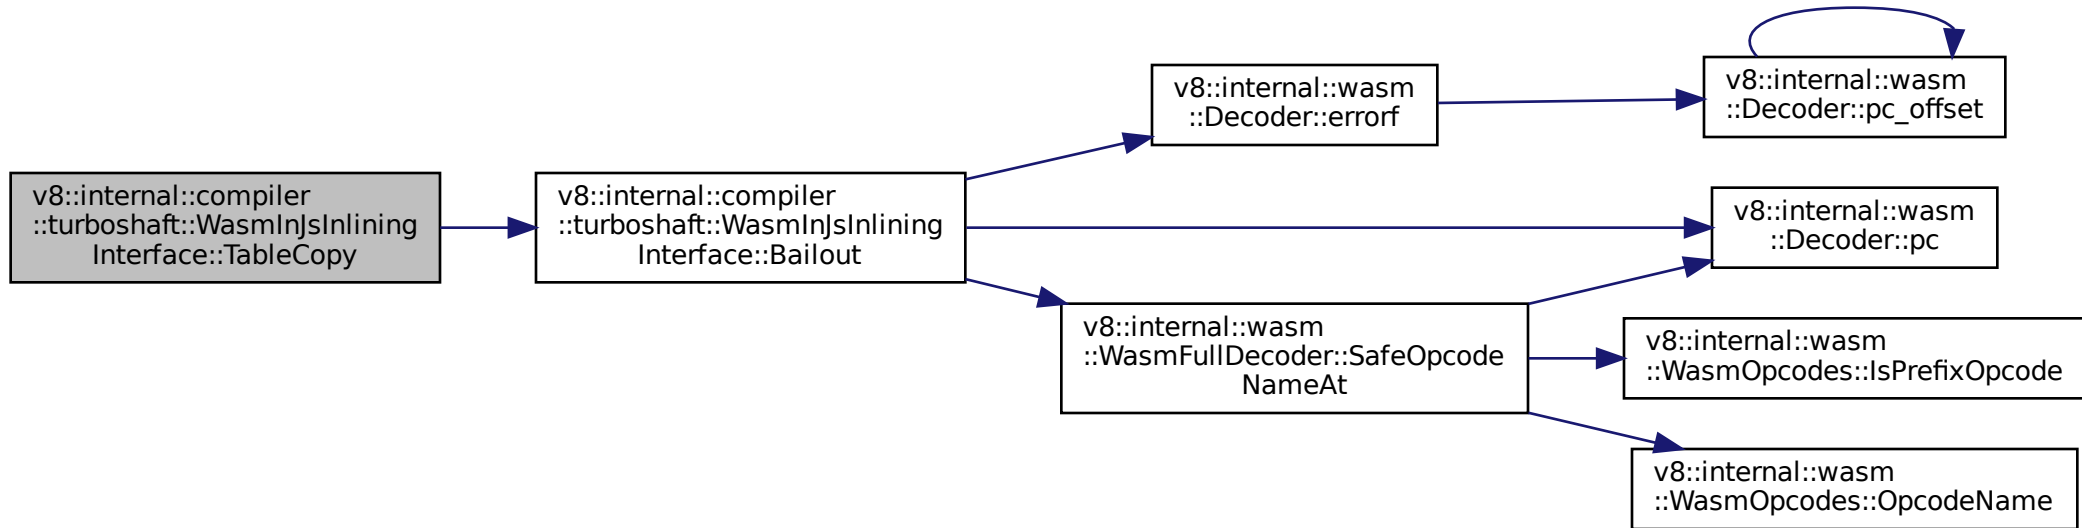 v8::internal::compiler
::turboshaft::WasmInJsInlining
Interface::TableCopy
v8::internal::compiler
::turboshaft::WasmInJsInlining
Interface::Bailout
v8::internal::wasm
::Decoder::errorf
v8::internal::wasm
::Decoder::pc_offset
v8::internal::wasm
::Decoder::pc
v8::internal::wasm
::WasmFullDecoder::SafeOpcode
NameAt
v8::internal::wasm
::WasmOpcodes::IsPrefixOpcode
v8::internal::wasm
::WasmOpcodes::OpcodeName